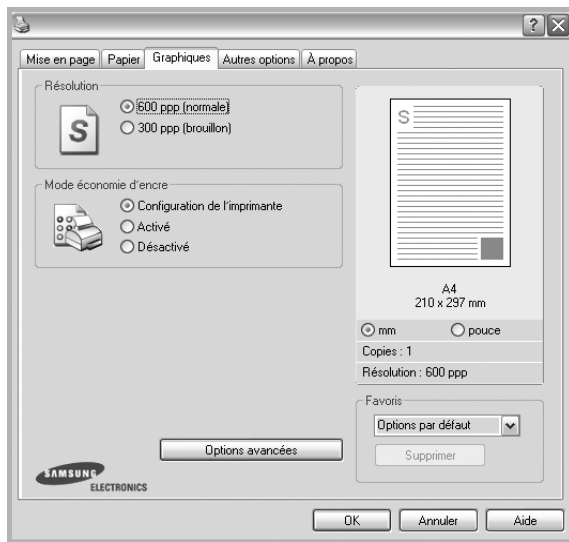 Mise en page Papier Graphiques Autres options À propos
Résolution
600 ppp (normale)
300 ppp (brouillon)
S
Mode économie d'encre
Configuration de l'imprimante
Activé
Désactivé
S
A4
210 x 297 mm
mm pouce
Copies : 1
Résolution : 600 ppp
Favoris
Options par défaut
Supprimer
Options avancées
SAMSUNG
ELECTRONICS
OK Annuler Aide